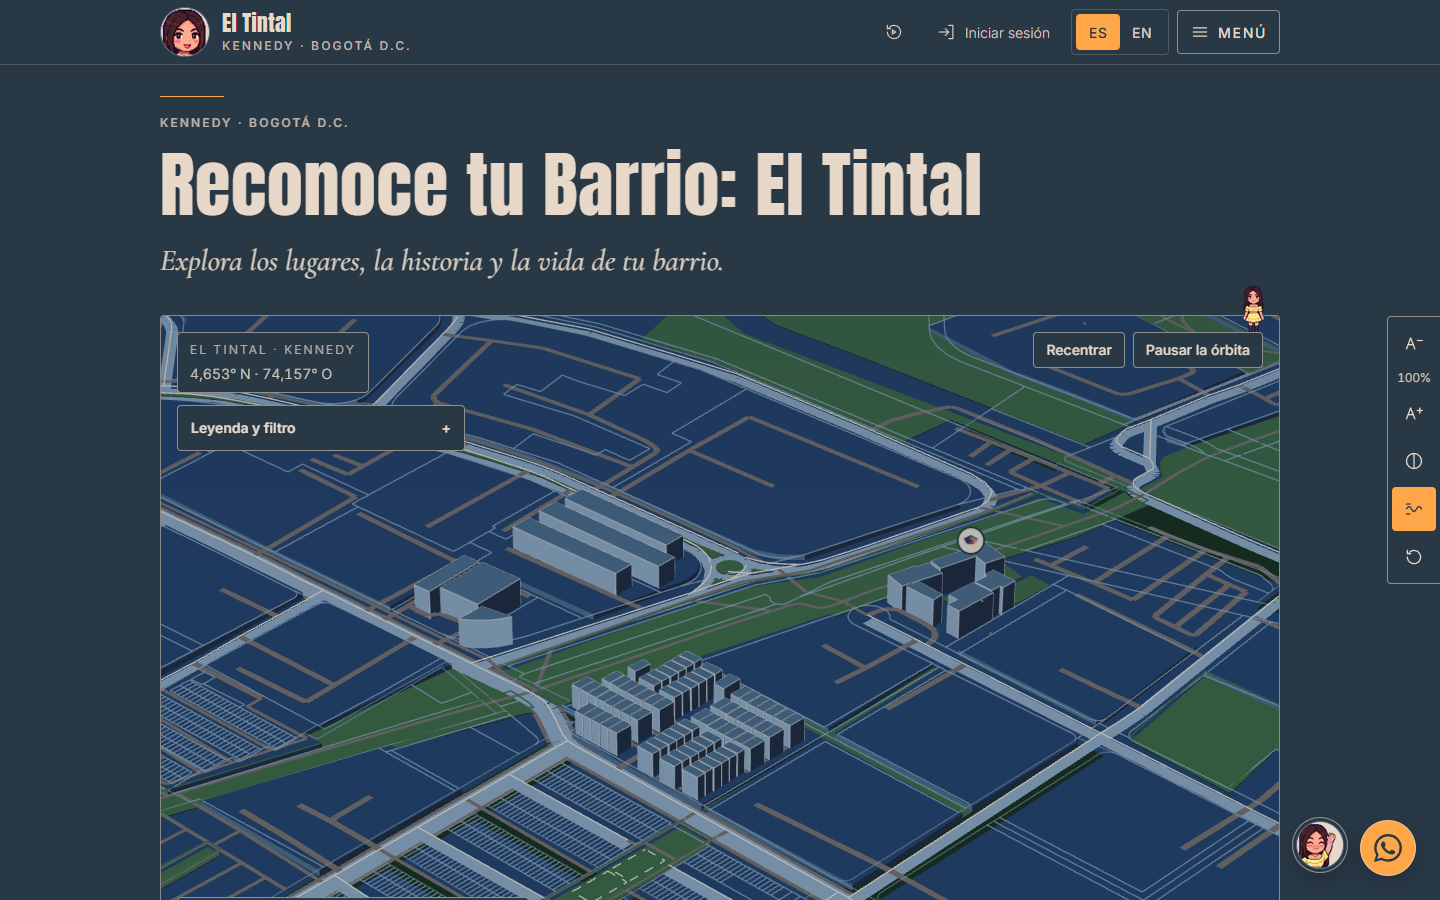 El Tintal
KENNEDY · BOGOTÁ D.C.
Iniciar sesión
ES
EN
MENÚ
KENNEDY · BOGOTÁ D.C.
Reconoce tu Barrio: El Tintal
Explora los lugares, la historia y la vida de tu barrio.
EL TINTAL · KENNEDY
4,653° N · 74,157° O
Recentrar
Pausar la órbita
Leyenda y filtro +
A-
100%
A+